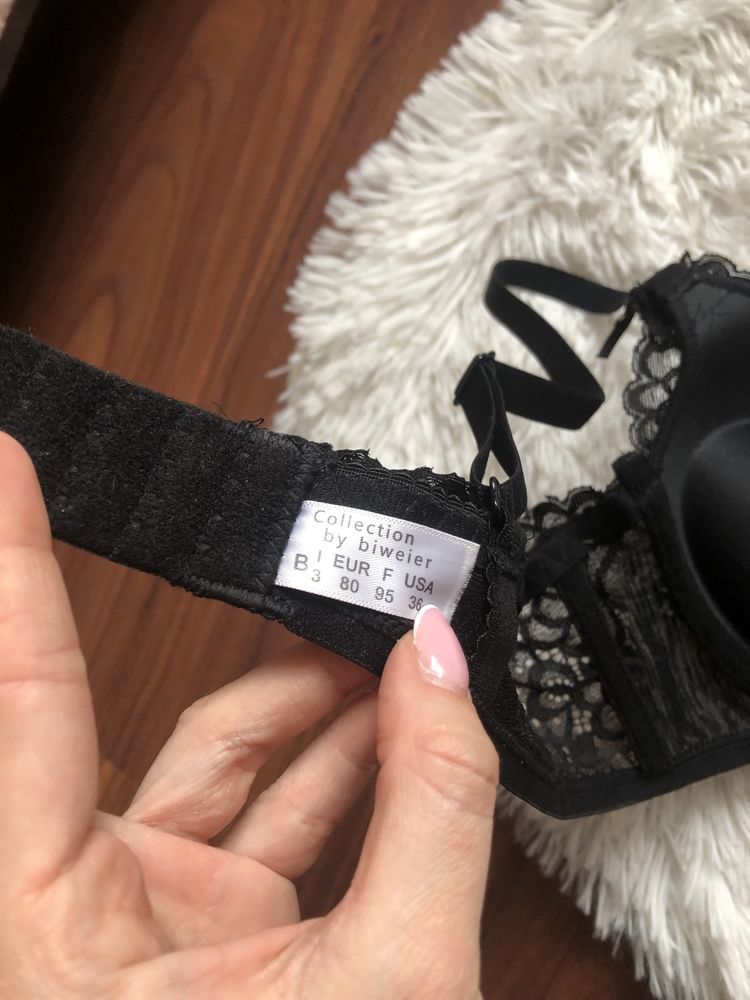 Collection
by biweier
B I EUR F USA
3 80 95 36